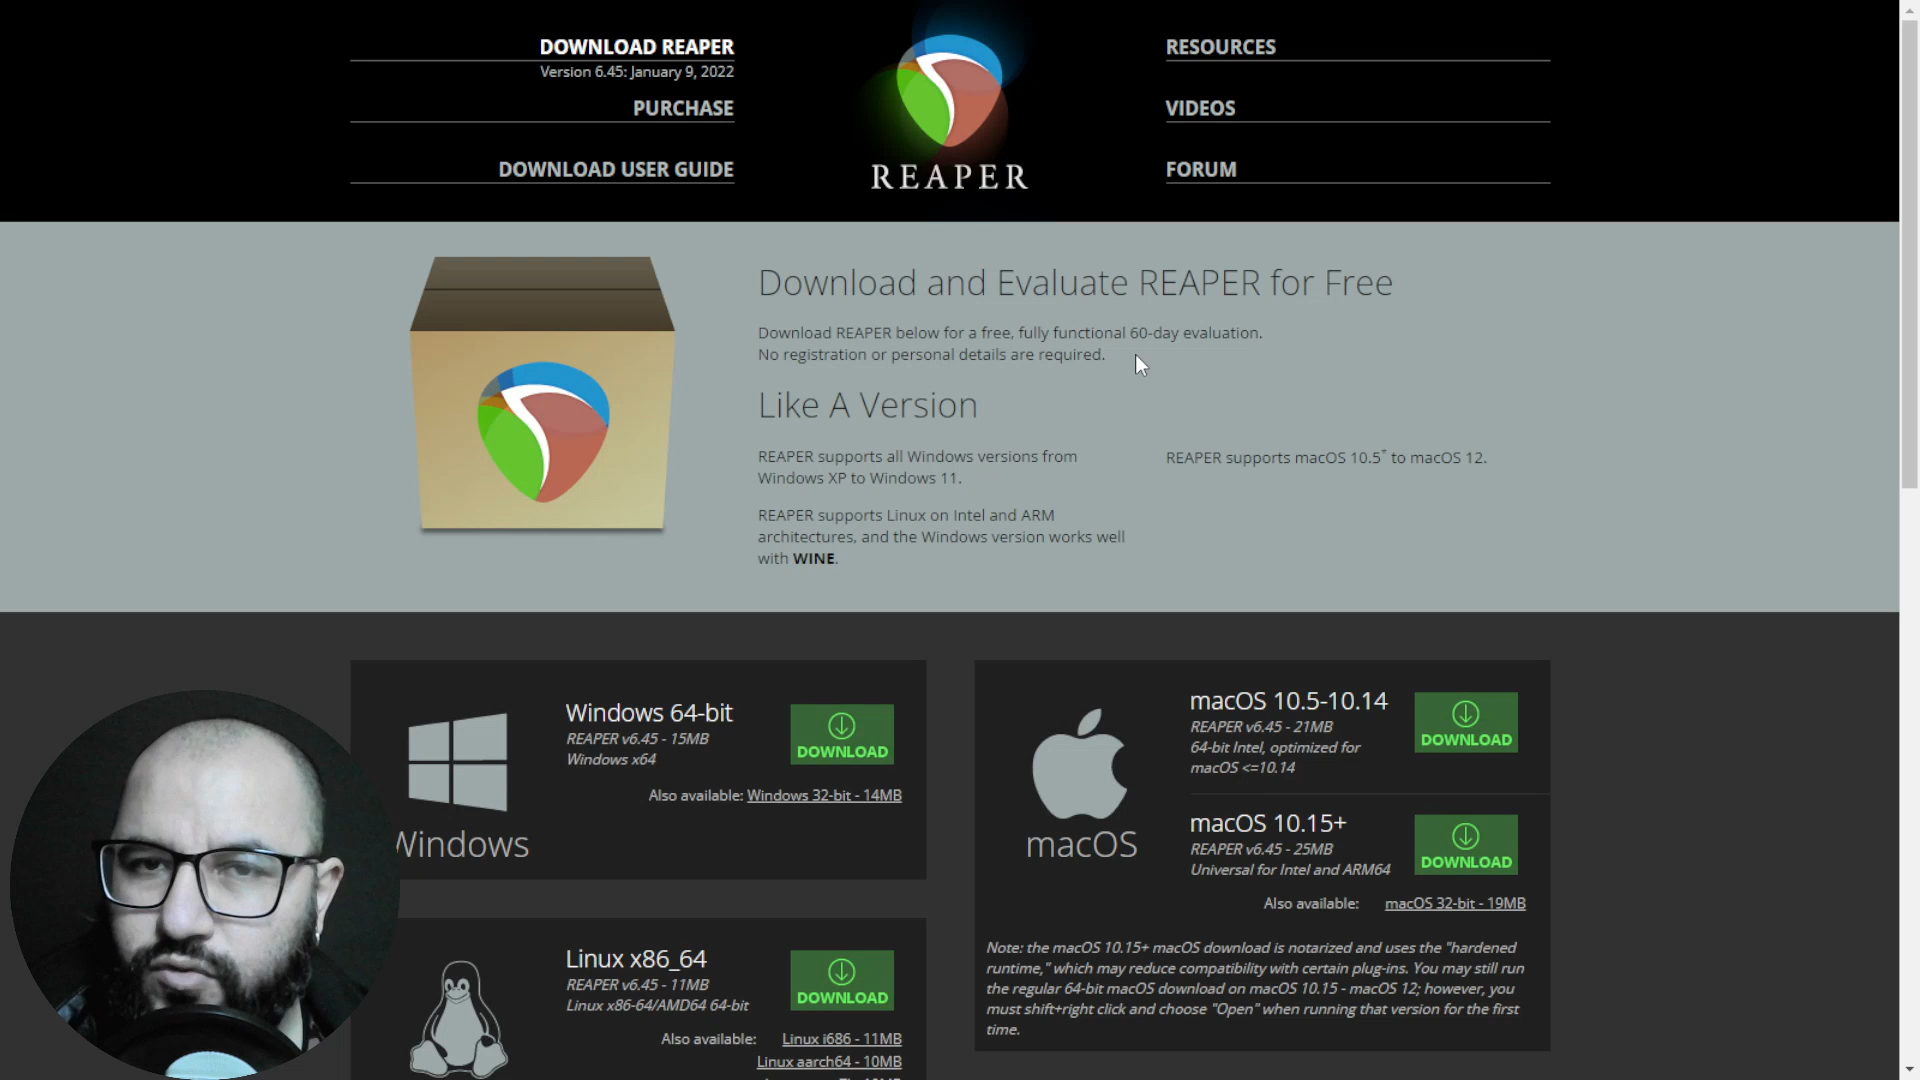 DOWNLOAD REAPER
Version 6.45: January 9, 2022
PURCHASE
DOWNLOAD USER GUIDE
REAPER
RESOURCES
VIDEOS
FORUM
Download and Evaluate REAPER for Free
Download REAPER below for a free, fully functional 60-day evaluation.
No registration or personal details are required.
Like A Version
REAPER supports all Windows versions from
Windows XP to Windows 11.
REAPER supports Linux on Intel and ARM
architectures, and the Windows version works well
with WINE.
REAPER supports macOS 10.5* to macOS 12.
Windows
Windows 64-bit
REAPER v6.45 - 15MB
Windows x64
DOWNLOAD
Also available: Windows 32-bit - 14MB
macOS
macOS 10.5-10.14
REAPER v6.45 - 21MB
64-bit Intel, optimized for
macOS <=10.14
DOWNLOAD
macOS 10.15+
REAPER v6.45 - 25MB
Universal for Intel and ARM64
DOWNLOAD
Also available: macOS 32-bit - 19MB
Note: the macOS 10.15+ macOS download is notarized and uses the "hardened
runtime," which may reduce compatibility with certain plug-ins. You may still run
the regular 64-bit macOS download on macOS 10.15 - macOS 12; however, you
must shift+right click and choose "Open" when running that version for the first
time.
Linux x86_64
REAPER v6.45 - 11MB
Linux x86-64/AMD64 64-bit
DOWNLOAD
Also available: Linux i686 - 11MB
Linux aarch64 - 10MB